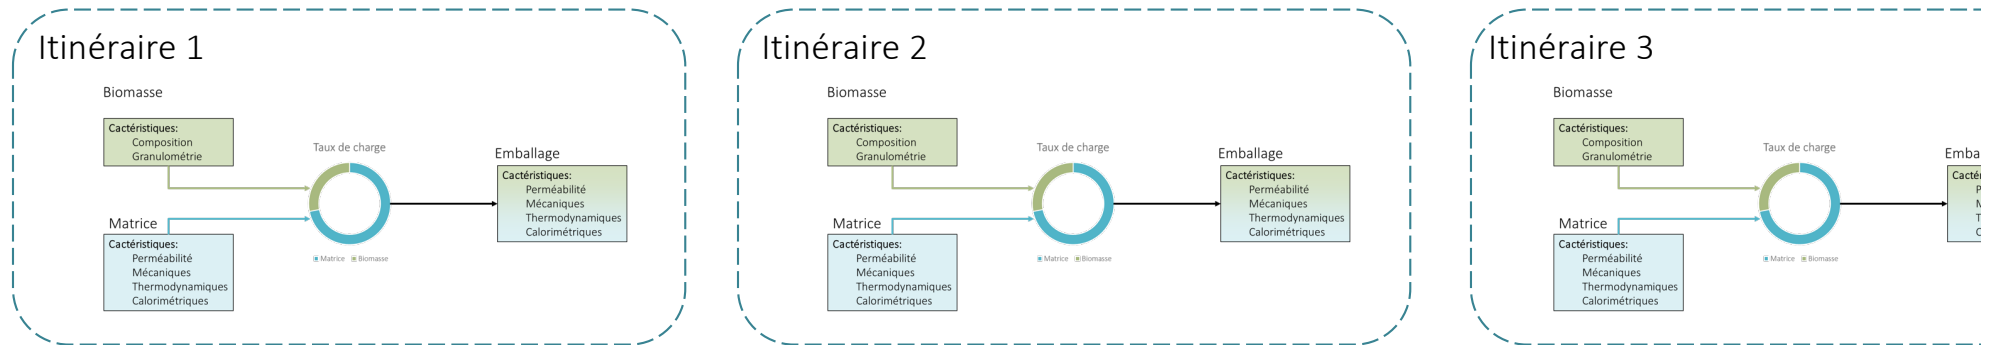 Itinéraire 1
Biomasse
Cactéristiques:
Composition
Granulométrie
Taux de charge
Matrice
Cactéristiques:
Perméabilité
Mécaniques
Thermodynamiques
Calorimétriques
Matrice Biomasse
Emballage
Cactéristiques:
Perméabilité
Mécaniques
Thermodynamiques
Calorimétriques
Itinéraire 2
Biomasse
Cactéristiques:
Composition
Granulométrie
Taux de charge
Matrice
Cactéristiques:
Perméabilité
Mécaniques
Thermodynamiques
Calorimétriques
Matrice Biomasse
Emballage
Cactéristiques:
Perméabilité
Mécaniques
Thermodynamiques
Calorimétriques
Itinéraire 3
Biomasse
Cactéristiques:
Composition
Granulométrie
Taux de charge
Matrice
Cactéristiques:
Perméabilité
Mécaniques
Thermodynamiques
Calorimétriques
Matrice Biomasse
Emba